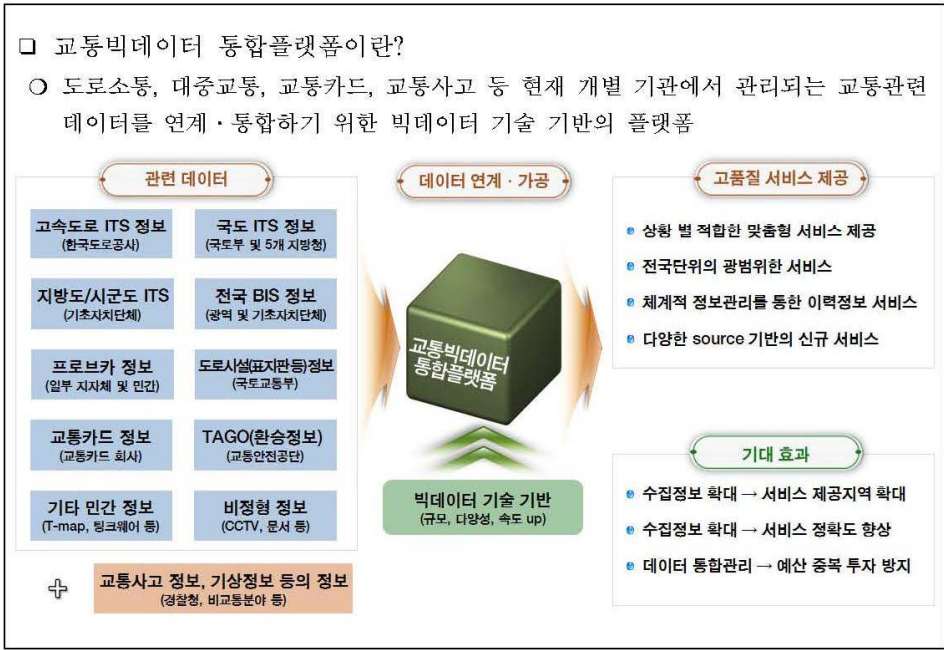 ❑ 교통빅데이터 통합플랫폼이란?
○ 도로소통, 대중교통, 교통카드, 교통사고 등 현재 개별 기관에서 관리되는 교통관련
데이터를 연계·통합하기 위한 빅데이터 기술 기반의 플랫폼
관련 데이터
고속도로 ITS 정보
(한국도로공사)
국도 ITS 정보
(국토부 및 5개 지방청)
지방도/시군도 ITS
(기초자치단체)
전국 BIS 정보
(광역 및 기초자치단체)
프로브카 정보
(일부 지자체 및 민간)
도로시설(표지판등)정보
(국토교통부)
교통카드 정보
(교통카드 회사)
TAGO(환승정보)
(교통안전공단)
기타 민간 정보
(T-map, 팅크웨어 등)
비정형 정보
(CCTV, 문서 등)
교통사고 정보, 기상정보 등의 정보
(경찰청, 비교통분야 등)
데이터 연계·가공
교통빅데이터
통합플랫폼
빅데이터 기술 기반
(규모, 다양성, 속도 up)
고품질 서비스 제공
상황 별 적합한 맞춤형 서비스 제공
전국단위의 광범위한 서비스
체계적 정보관리를 통한 이력정보 서비스
다양한 source 기반의 신규 서비스
기대 효과
수집정보 확대 → 서비스 제공지역 확대
수집정보 확대 → 서비스 정확도 향상
데이터 통합관리 → 예산 중복 투자 방지